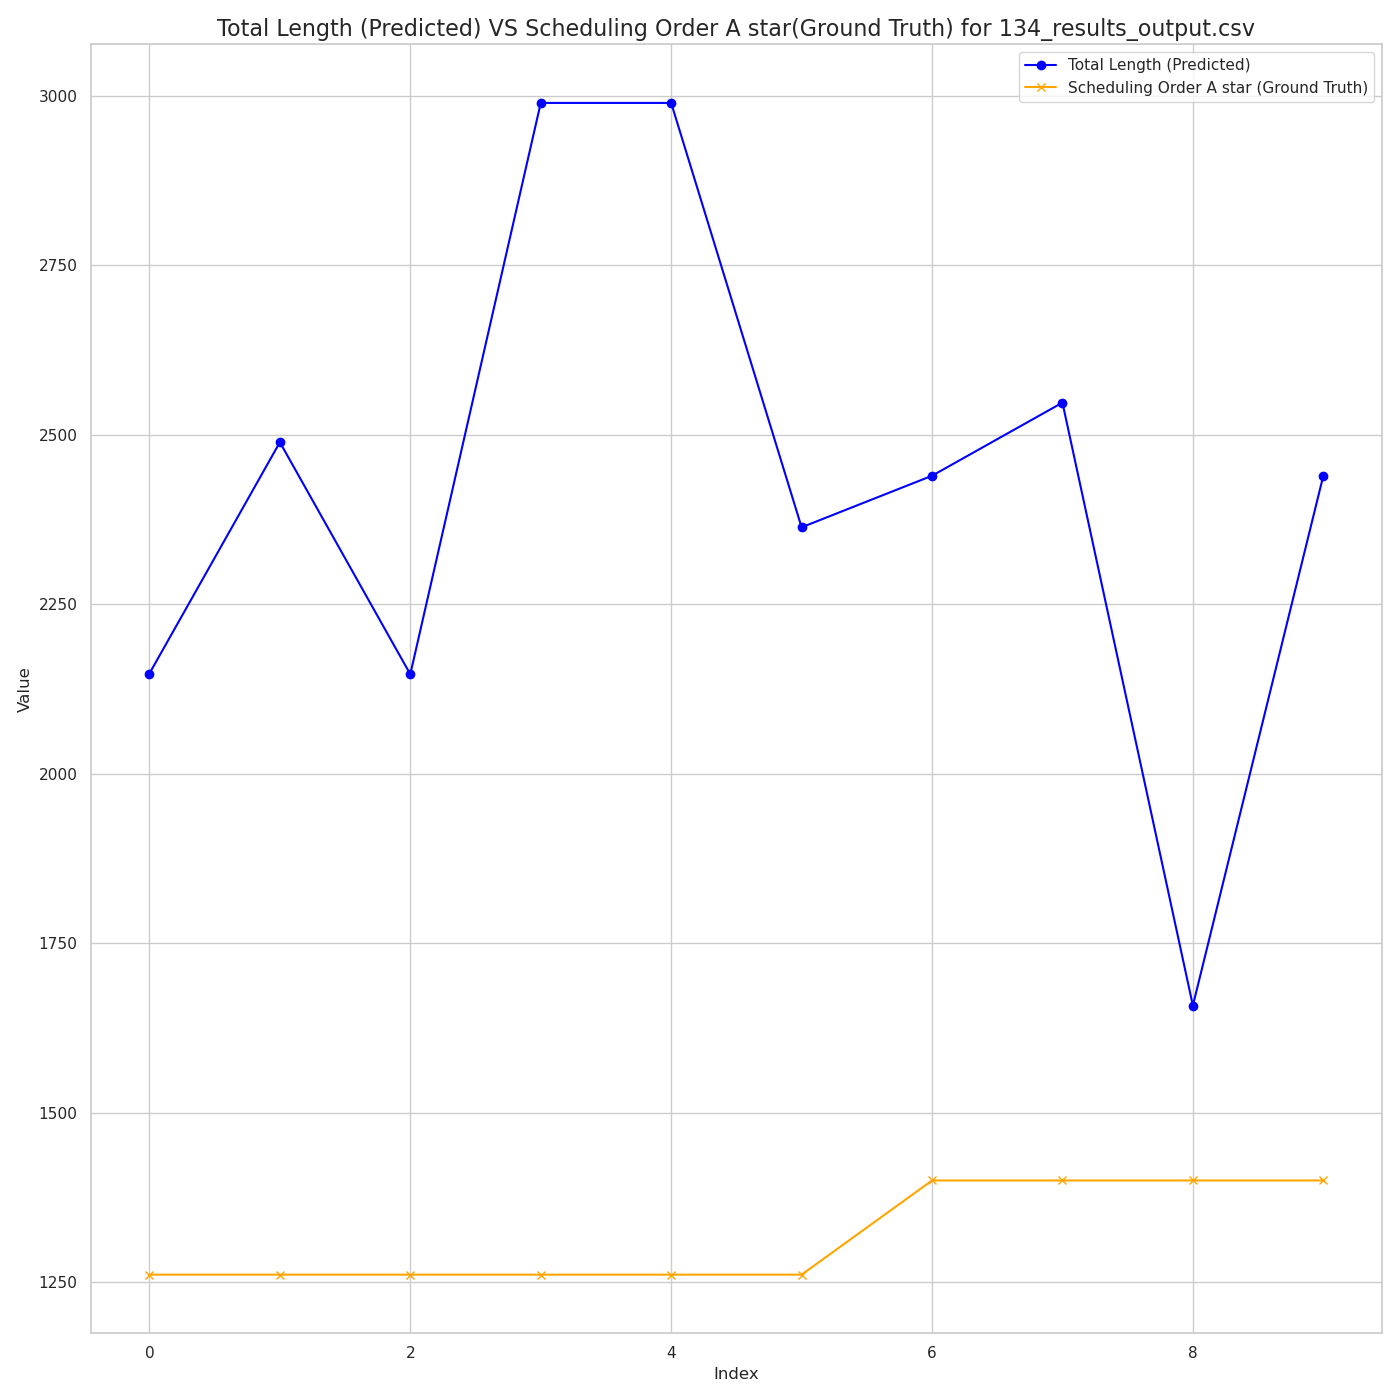 Total Length (Predicted) VS Scheduling Order A star(Ground Truth) for 134_results_output.csv
Total Length (Predicted)
Scheduling Order A star (Ground Truth)
3000
2750
2500
2250
2000
1750
1500
1250
Value
0 2 4 6 8
Index